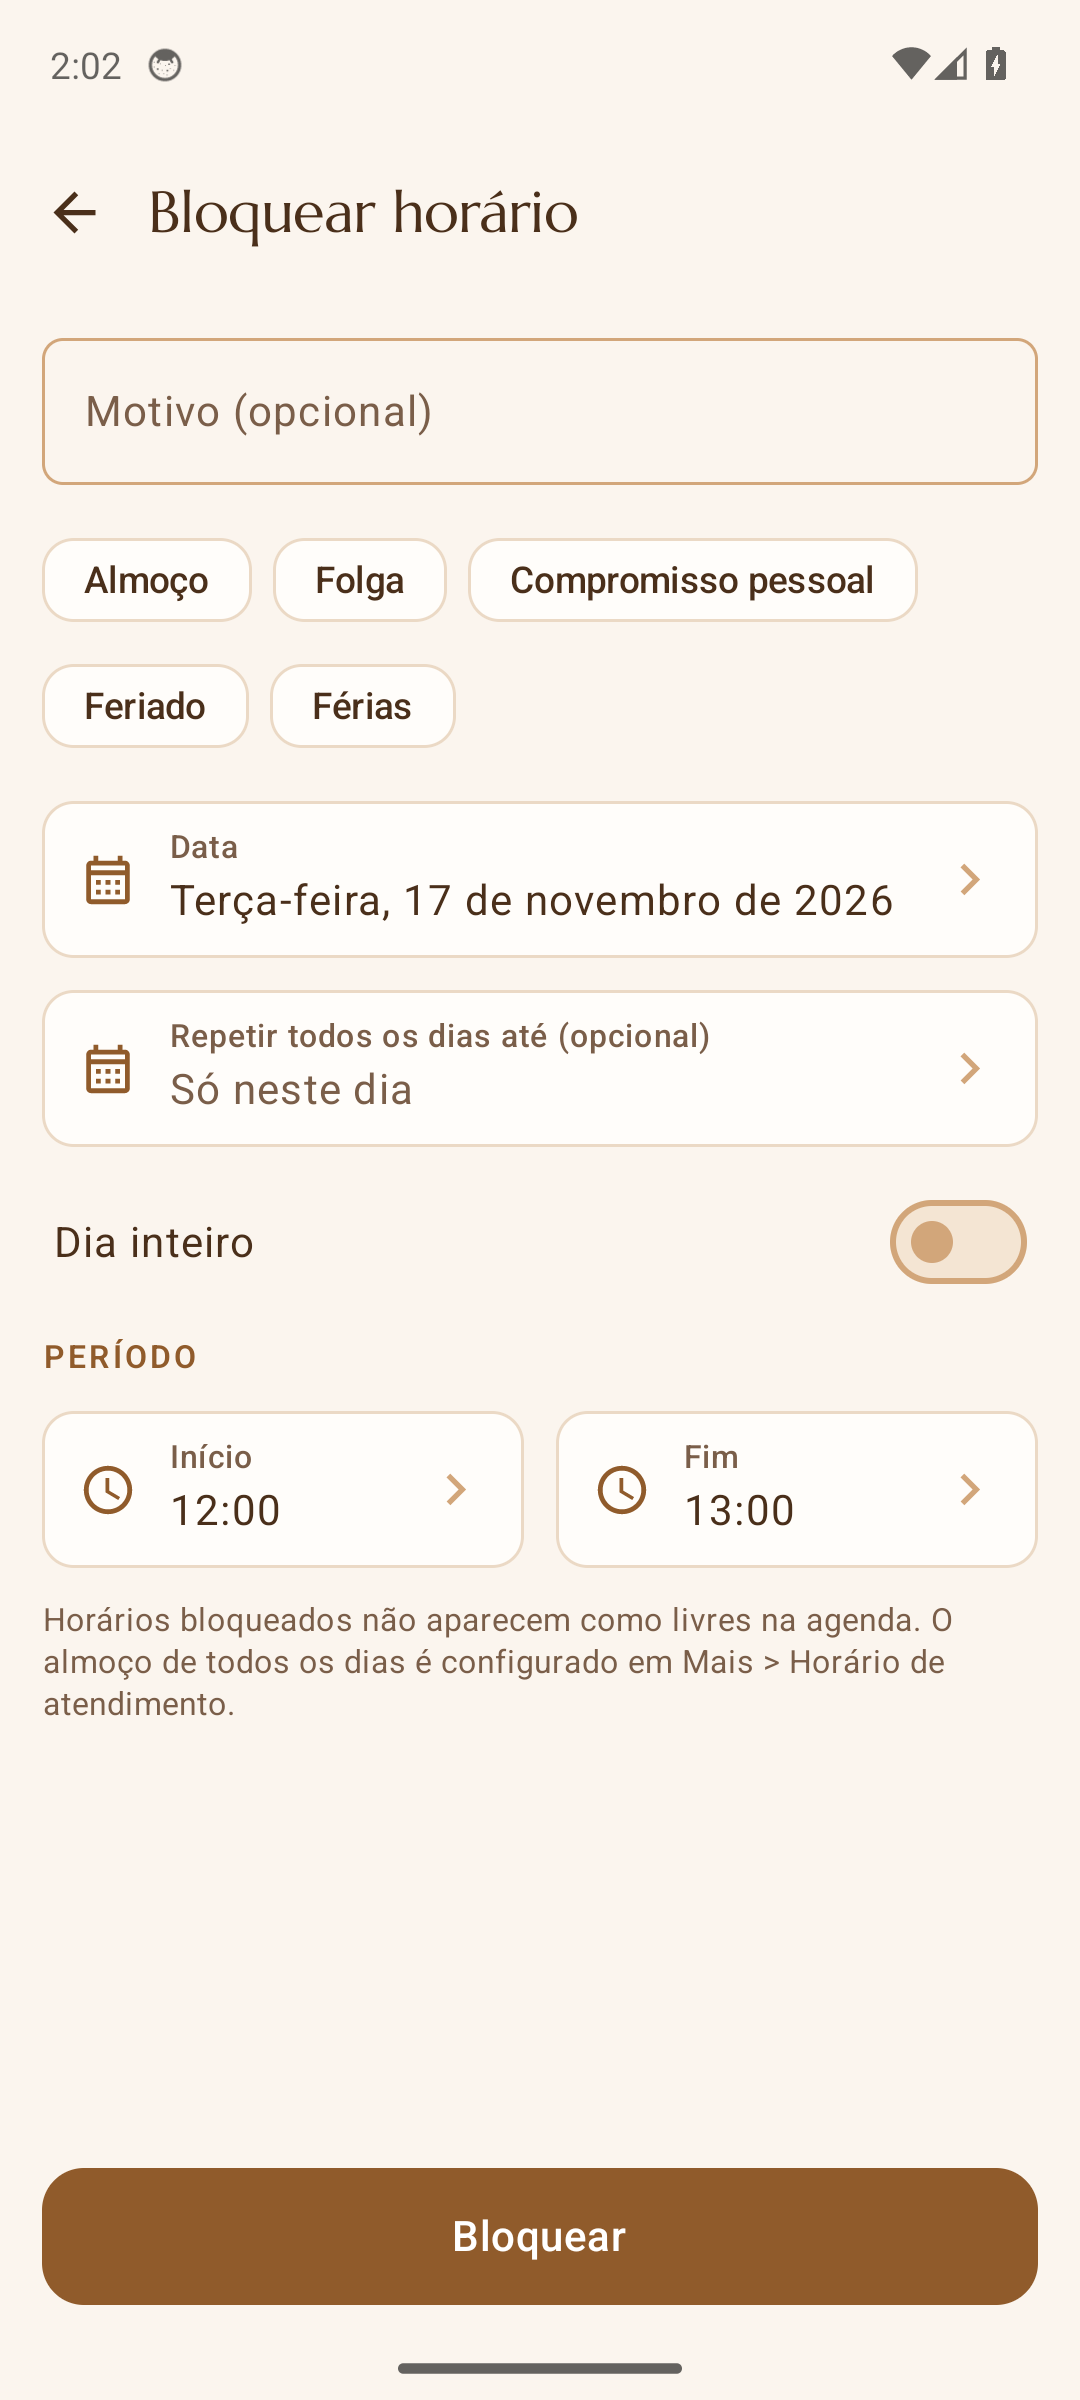 2:02
Bloquear horário
Motivo (opcional)
Almoço
Folga
Compromisso pessoal
Feriado
Férias
Data
Terça-feira, 17 de novembro de 2026
Repetir todos os dias até (opcional)
Só neste dia
Dia inteiro
PERÍODO
Início
12:00
Fim
13:00
Horários bloqueados não aparecem como livres na agenda. O
almoço de todos os dias é configurado em Mais > Horário de
atendimento.
Bloquear